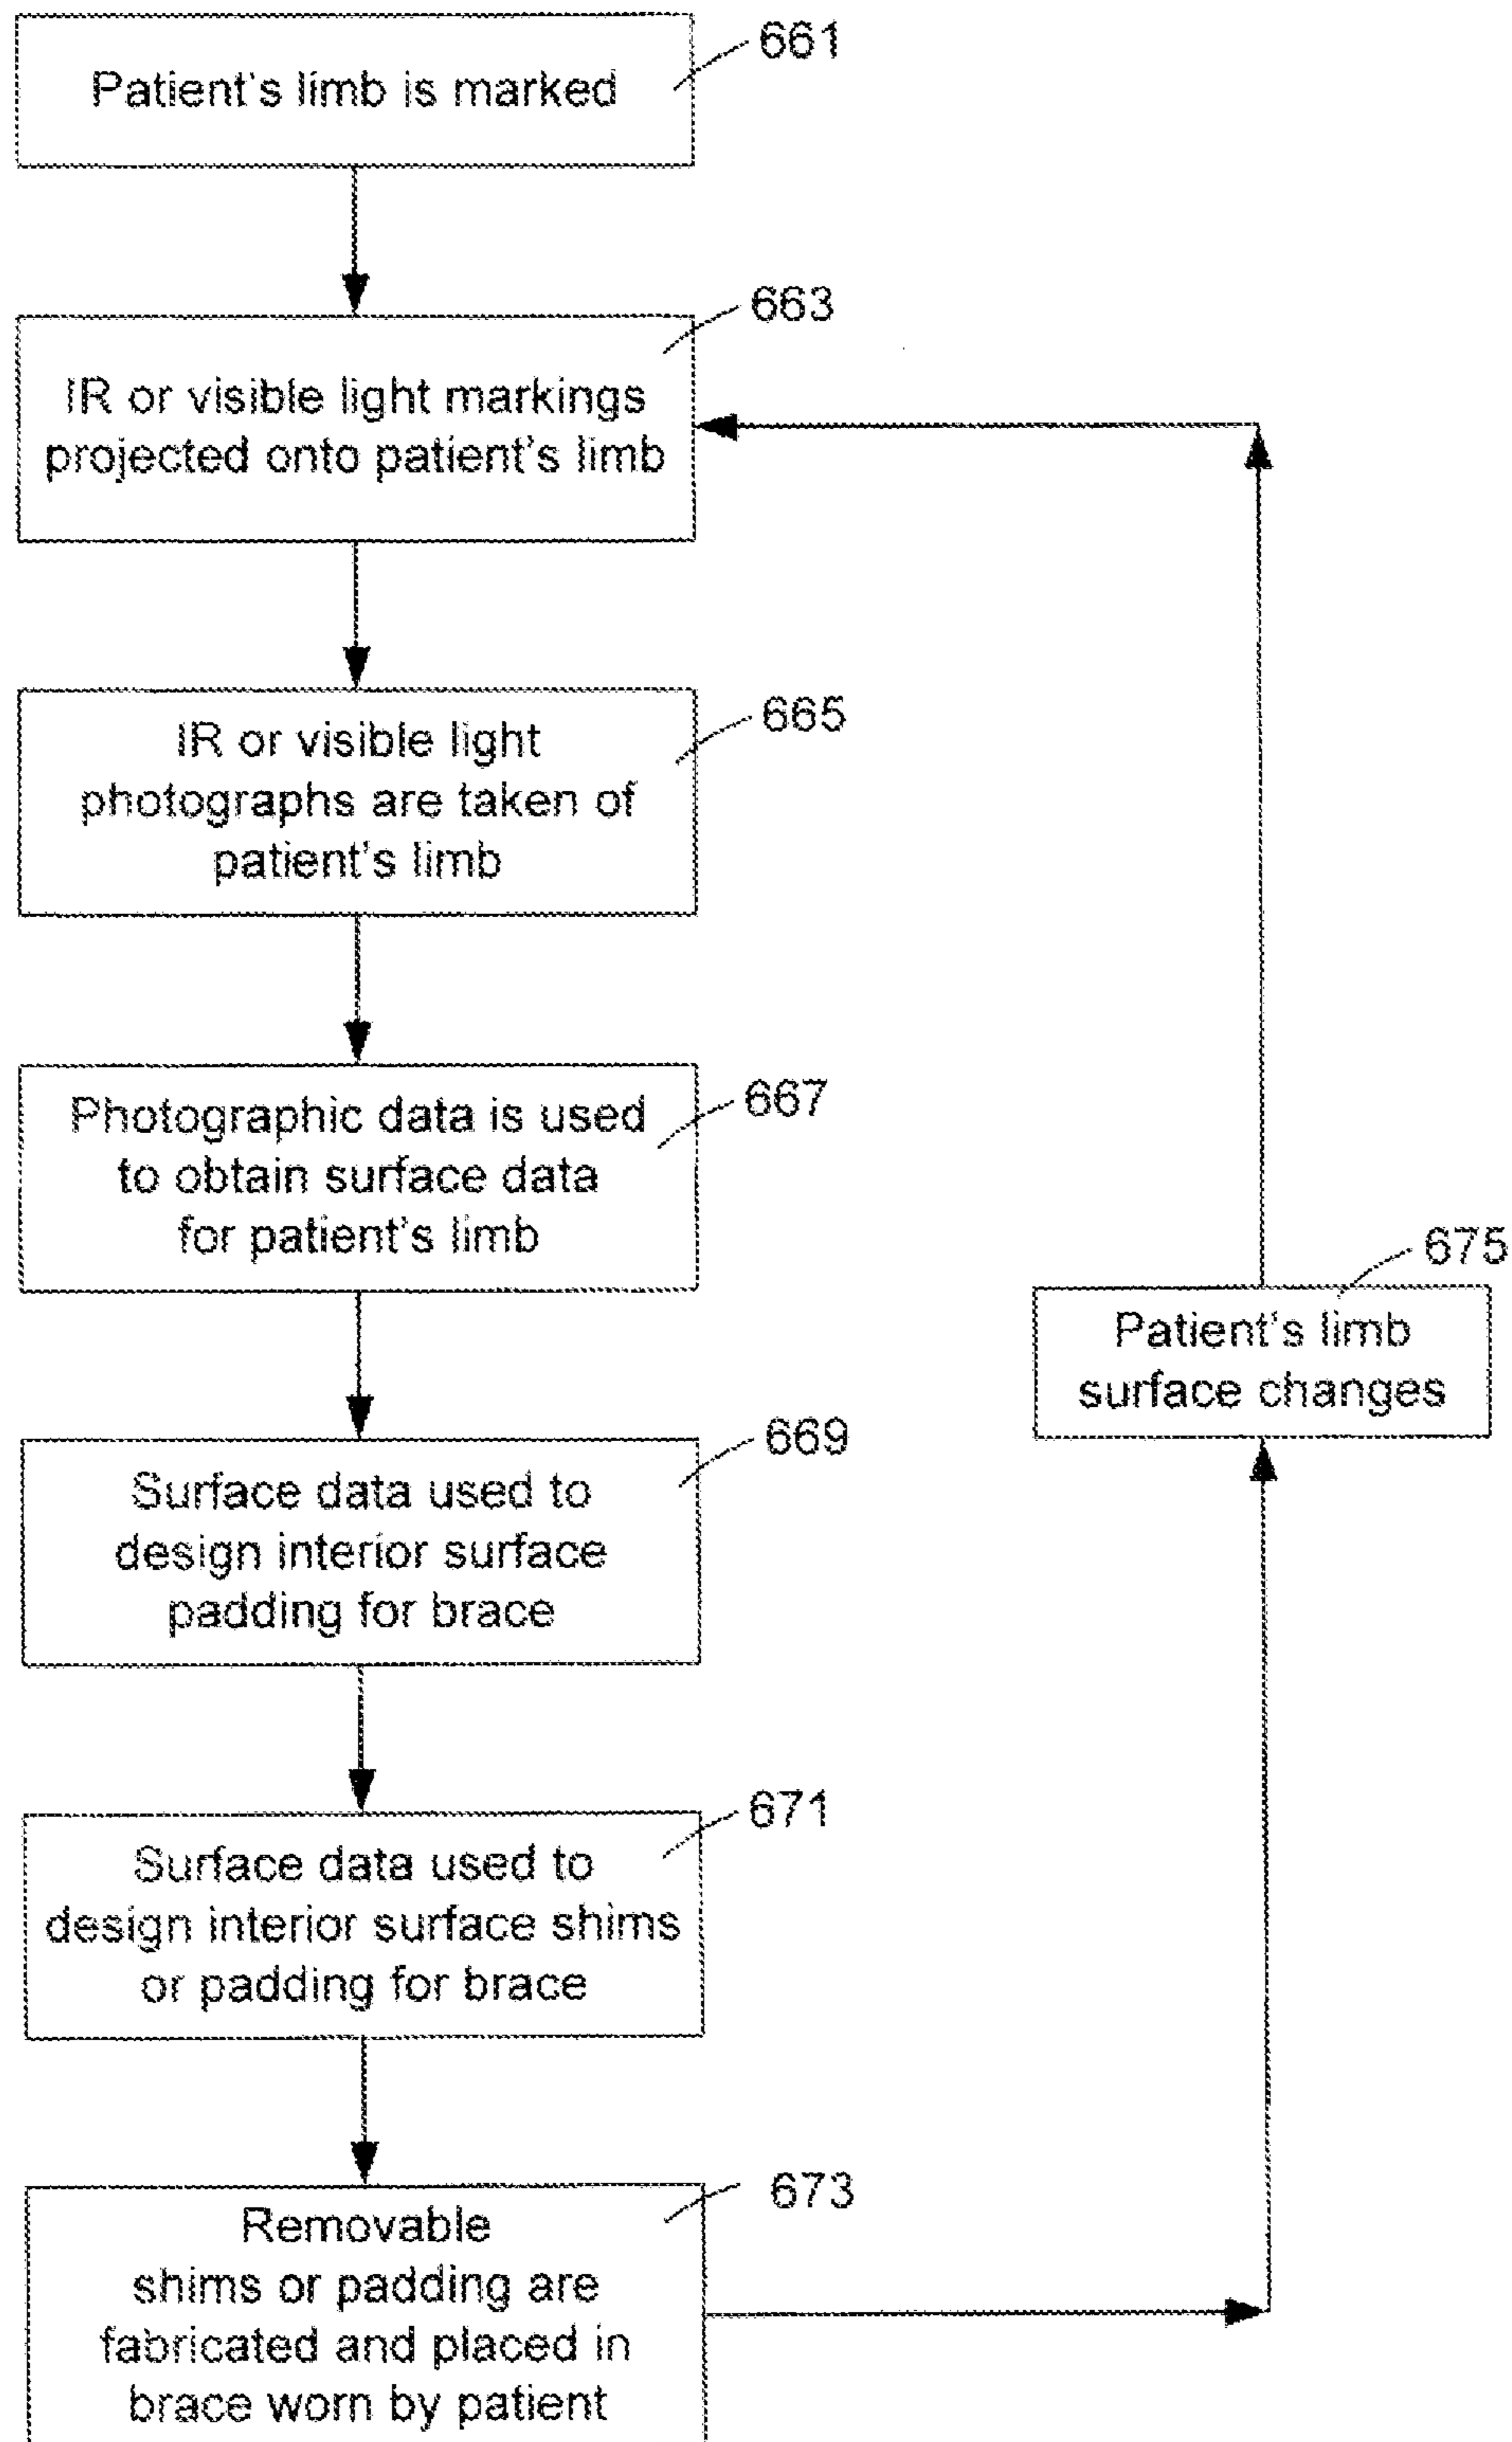 661
Patient's limb is marked
663
IR or visible light markings
projected onto patient's limb
665
IR or visible light
photographs are taken of
patient's limb
667
Photographic data is used
to obtain surface data
for patient's limb
675
Patient's limb
surface changes
669
Surface data used to
design interior surface
padding for brace
671
Surface data used to
design interior surface shims
or padding for brace
673
Removable
shims or padding are
fabricated and placed in
brace worn by patient